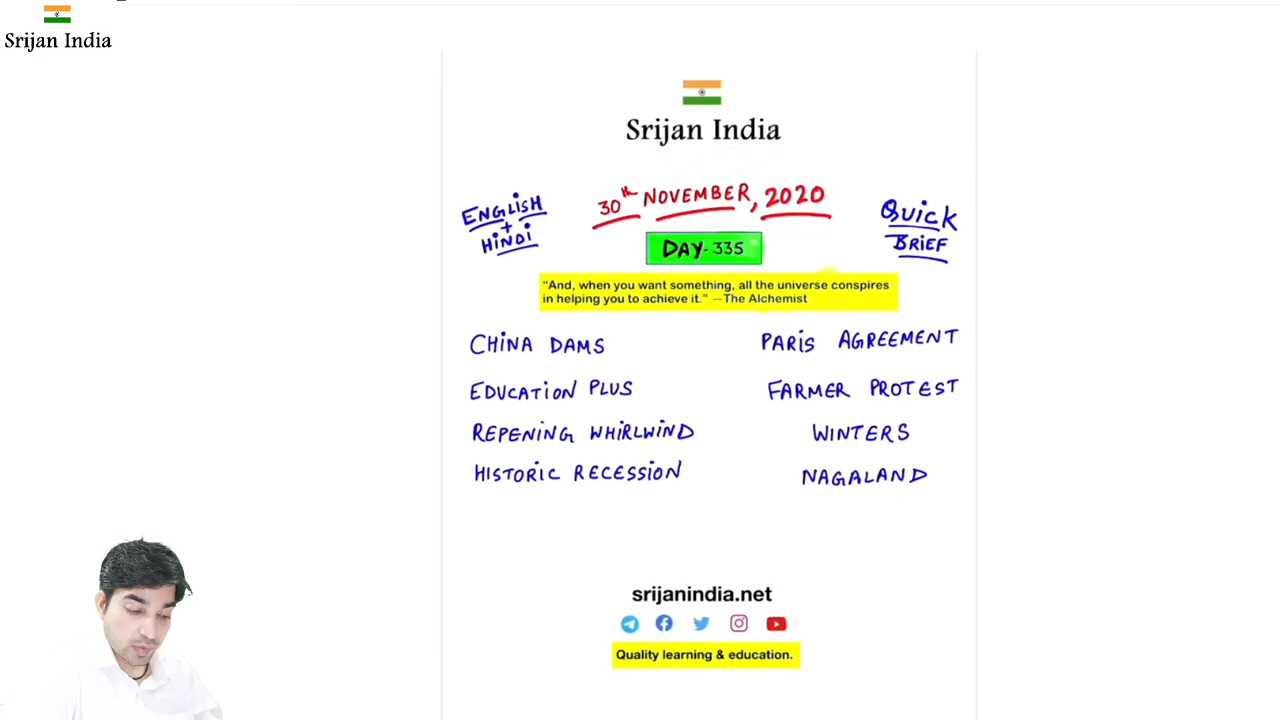 Srijan India
Srijan India
30th NOVEMBER, 2020
ENGLISH
+
HINDI
QUICK
BRIEF
DAY-335
“And, when you want something, all the universe conspires
in helping you to achieve it.” —The Alchemist
CHINA DAMS
PARIS AGREEMENT
EDUCATION PLUS
FARMER PROTEST
REPENING WHIRLWIND
WINTERS
HISTORIC RECESSION
NAGALAND
srijanindia.net
Quality learning & education.